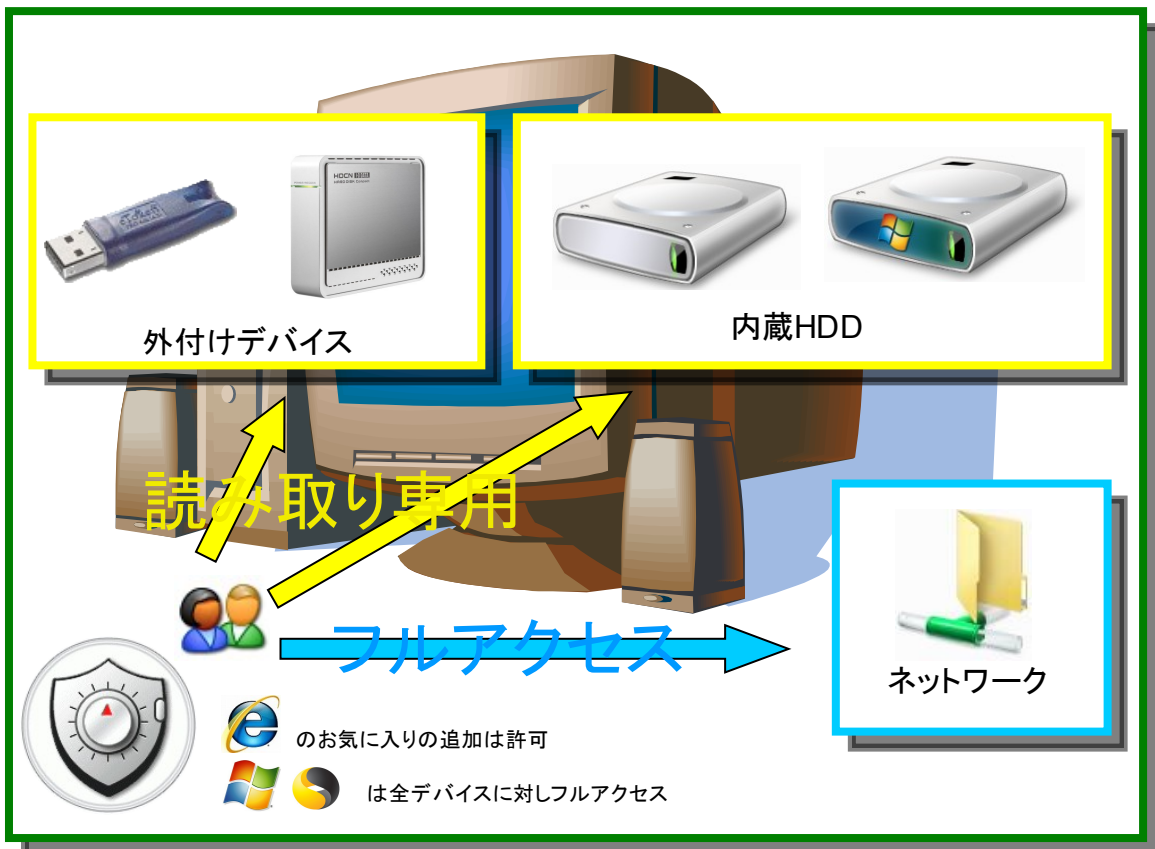 外付けデバイス
内蔵HDD
読み取り専用
フルアクセス
ネットワーク
のお気に入りの追加は許可
は全デバイスに対しフルアクセス